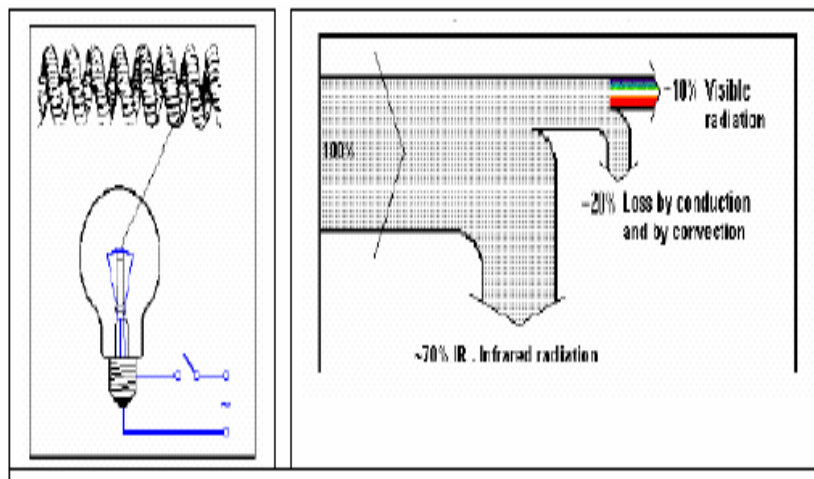 100%
~10% Visible
radiation
~20% Loss by conduction
and by convection
~70% IR . Infrared radiation
~